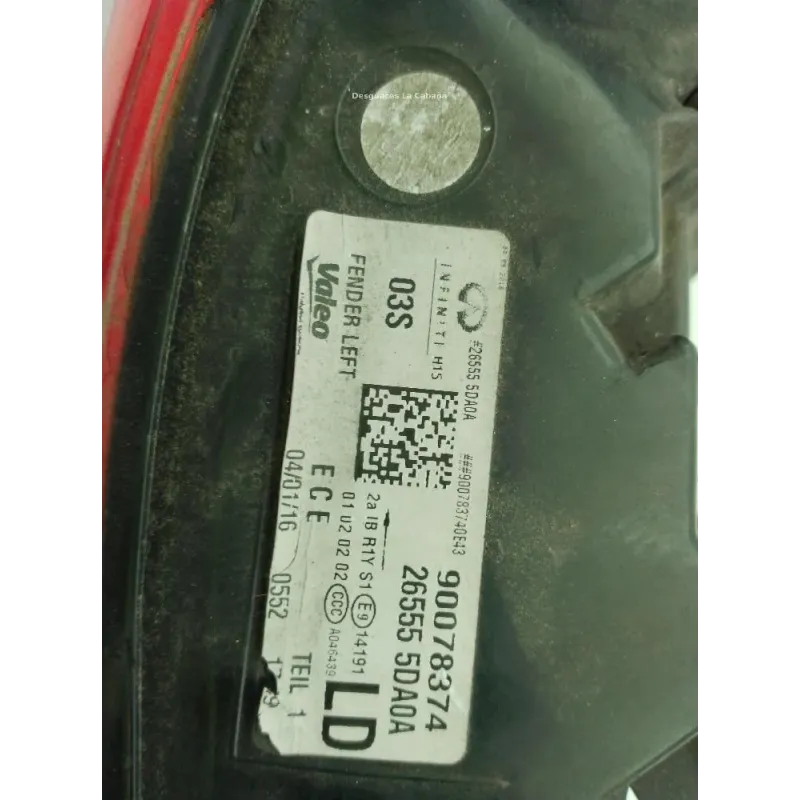 Desguaces La Cabaña
INFINITI H15
#26555 5DA0A
###900783740E43
03S
90078374
26555 5DA0A
FENDER LEFT
Valeo
2a IB R1Y S1 E9 14191
01 02 02 02 CCC A046439
ECE
LD
04/01/16 0552 TEIL 1